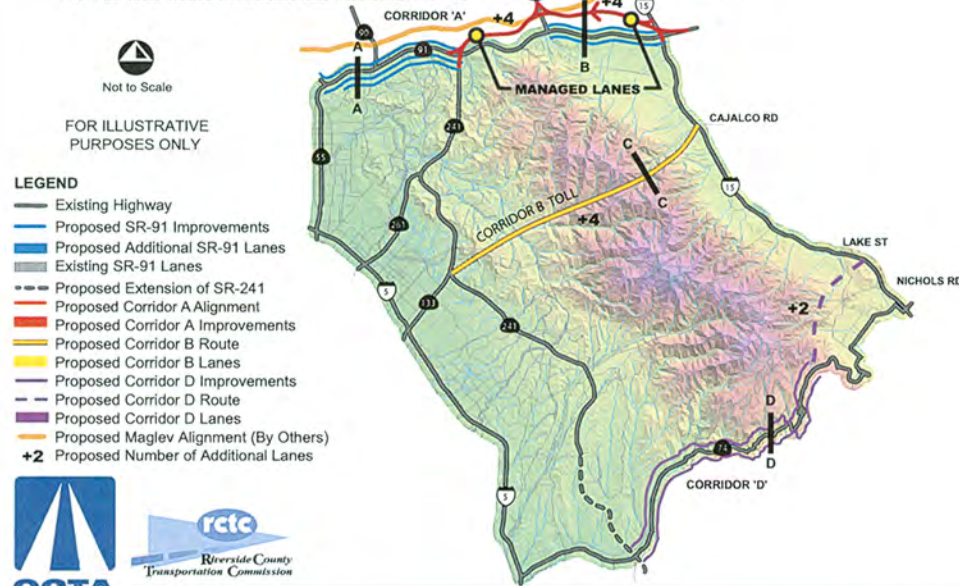 CORRIDOR 'A'
+4
+4
15
90
A
91
A
B
MANAGED LANES
Not to Scale
FOR ILLUSTRATIVE
PURPOSES ONLY
241
CAJALCO RD
C
C
55
15
CORRIDOR B TOLL
+4
261
LAKE ST
NICHOLS RD
5
133
241
+2
LEGEND
Existing Highway
Proposed SR-91 Improvements
Proposed Additional SR-91 Lanes
Existing SR-91 Lanes
Proposed Extension of SR-241
Proposed Corridor A Alignment
Proposed Corridor A Improvements
Proposed Corridor B Route
Proposed Corridor B Lanes
Proposed Corridor D Improvements
Proposed Corridor D Route
Proposed Corridor D Lanes
Proposed Maglev Alignment (By Others)
+2 Proposed Number of Additional Lanes
D
74
D
CORRIDOR 'D'
5
OCTA
rctc
Riverside County
Transportation Commission